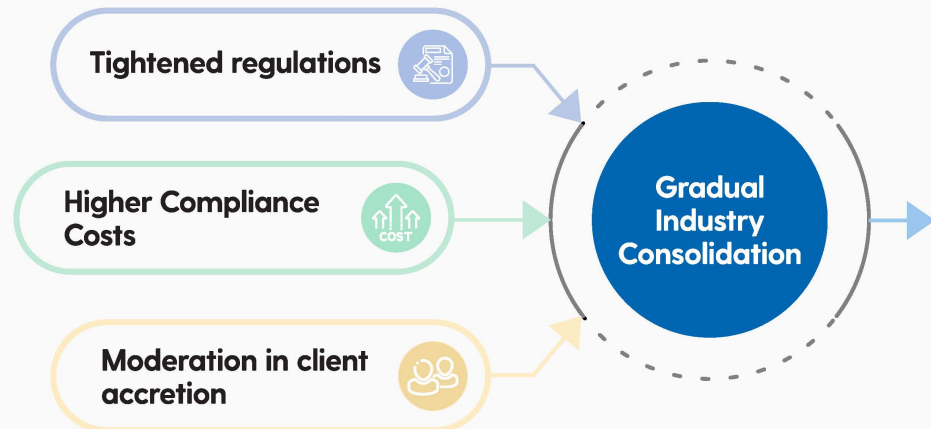 Tightened regulations
Higher Compliance
Costs
COST
Moderation in client
accretion
Gradual
Industry
Consolidation